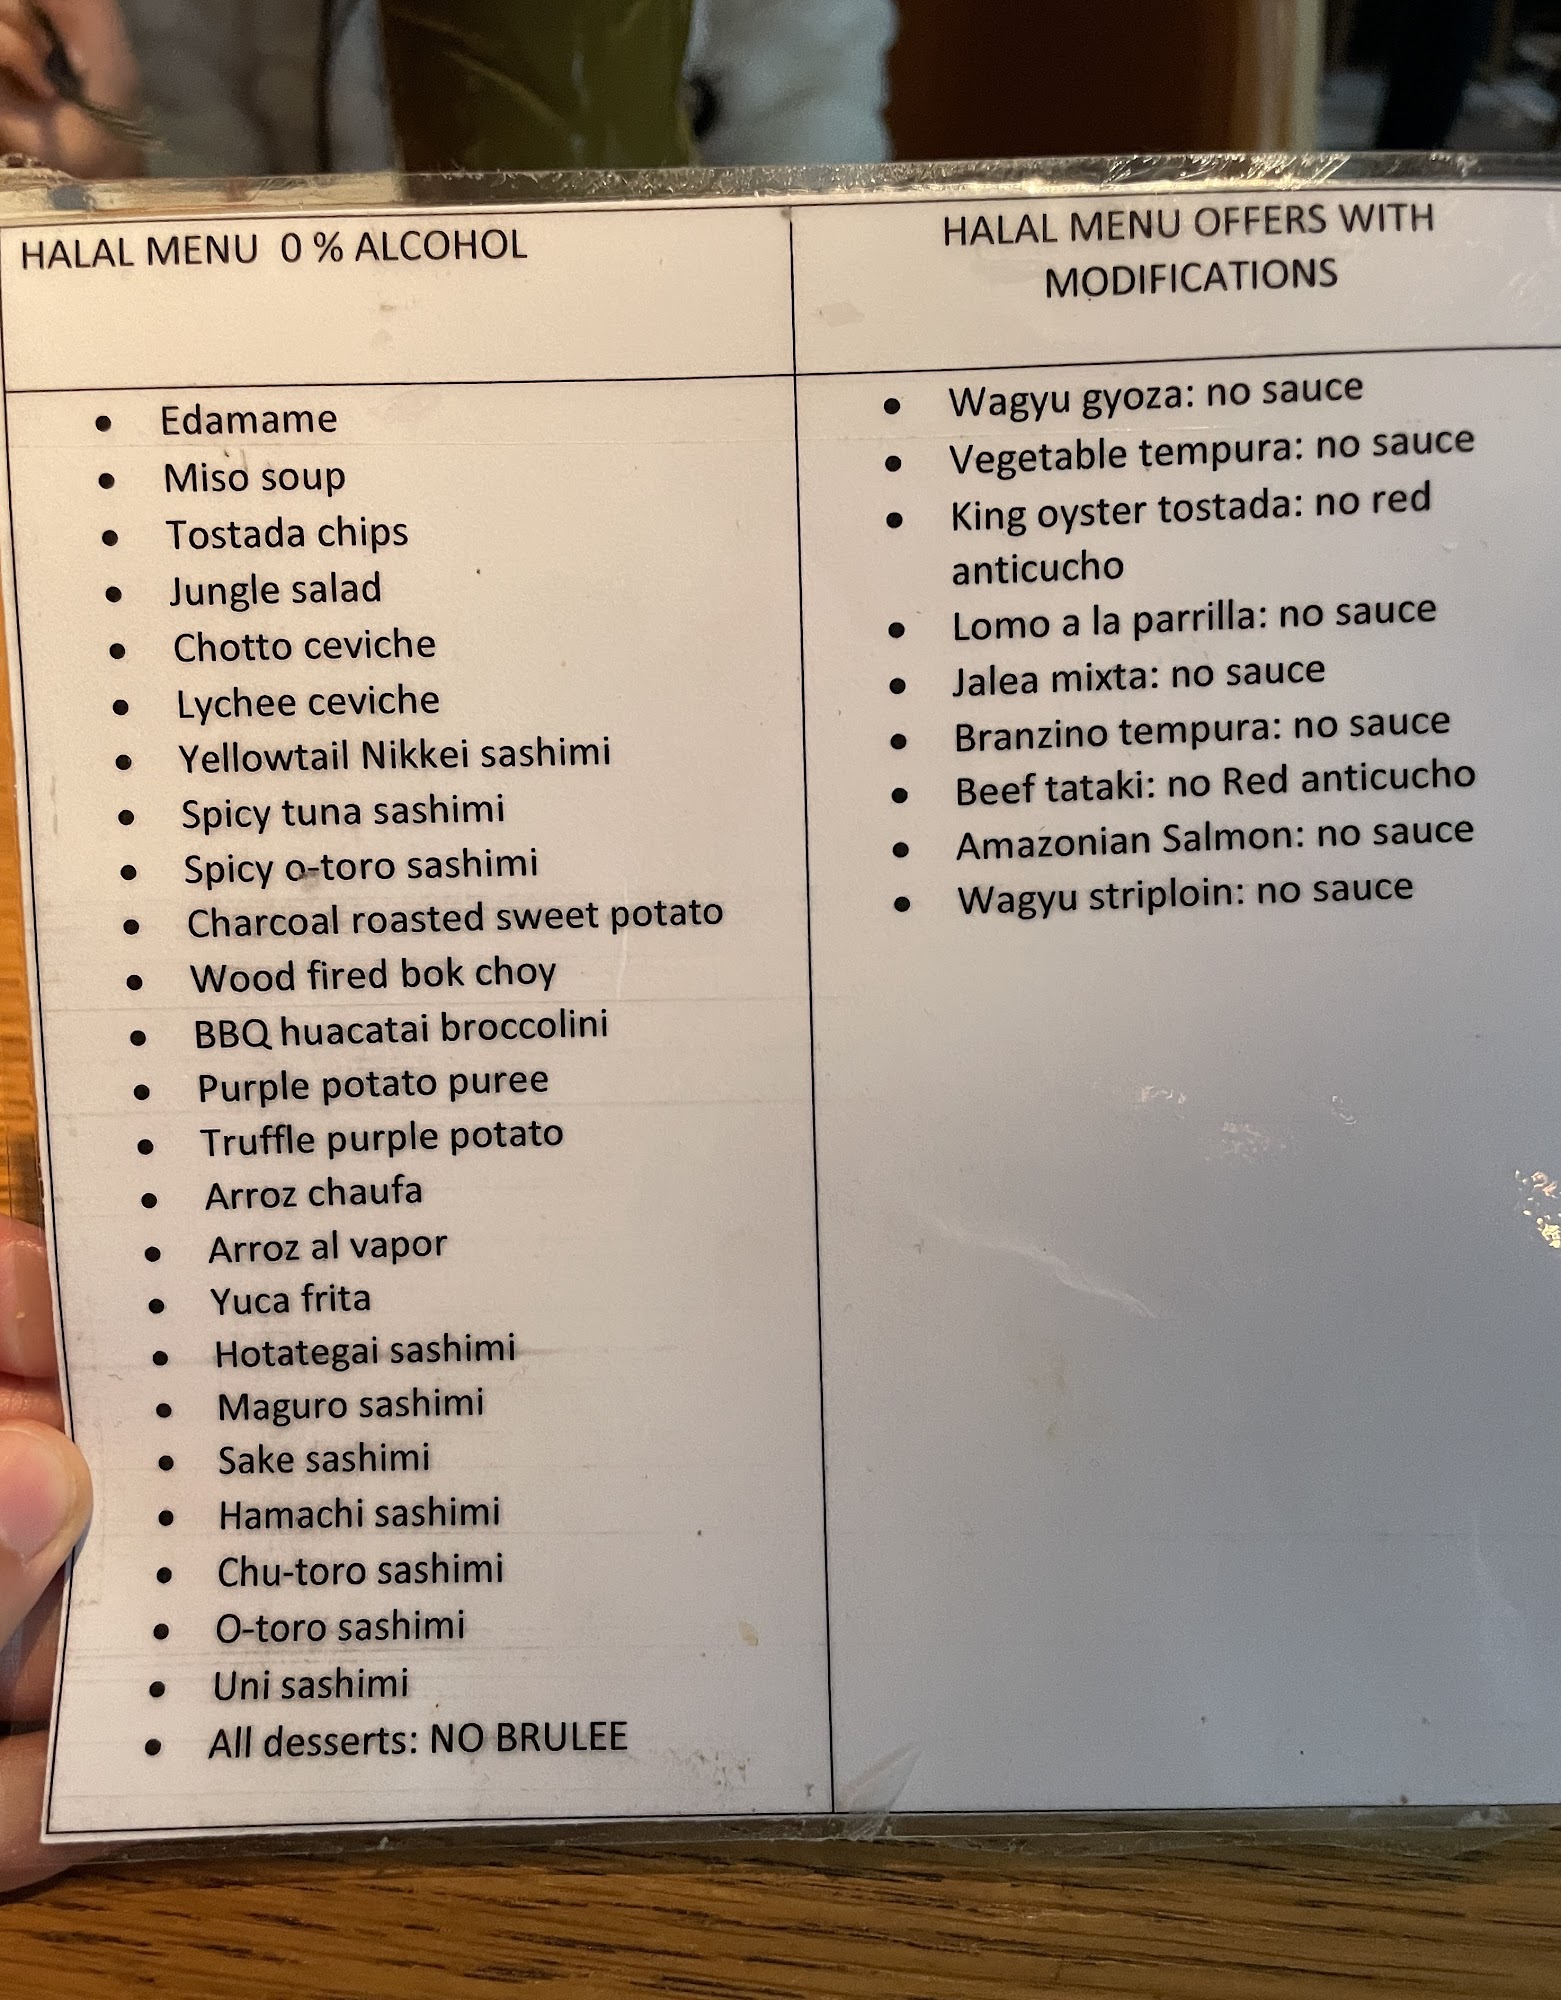 HALAL MENU 0 % ALCOHOL
• Edamame
• Miso soup
• Tostada chips
• Jungle salad
• Chotto ceviche
• Lychee ceviche
• Yellowtail Nikkei sashimi
• Spicy tuna sashimi
• Spicy o-toro sashimi
• Charcoal roasted sweet potato
• Wood fired bok choy
• BBQ huacatai broccolini
• Purple potato puree
• Truffle purple potato
• Arroz chaufa
• Arroz al vapor
• Yuca frita
• Hotategai sashimi
• Maguro sashimi
• Sake sashimi
• Hamachi sashimi
• Chu-toro sashimi
• O-toro sashimi
• Uni sashimi
• All desserts: NO BRULEE
HALAL MENU OFFERS WITH
MODIFICATIONS
• Wagyu gyoza: no sauce
• Vegetable tempura: no sauce
• King oyster tostada: no red
anticucho
• Lomo a la parrilla: no sauce
• Jalea mixta: no sauce
• Branzino tempura: no sauce
• Beef tataki: no Red anticucho
• Amazonian Salmon: no sauce
• Wagyu striploin: no sauce